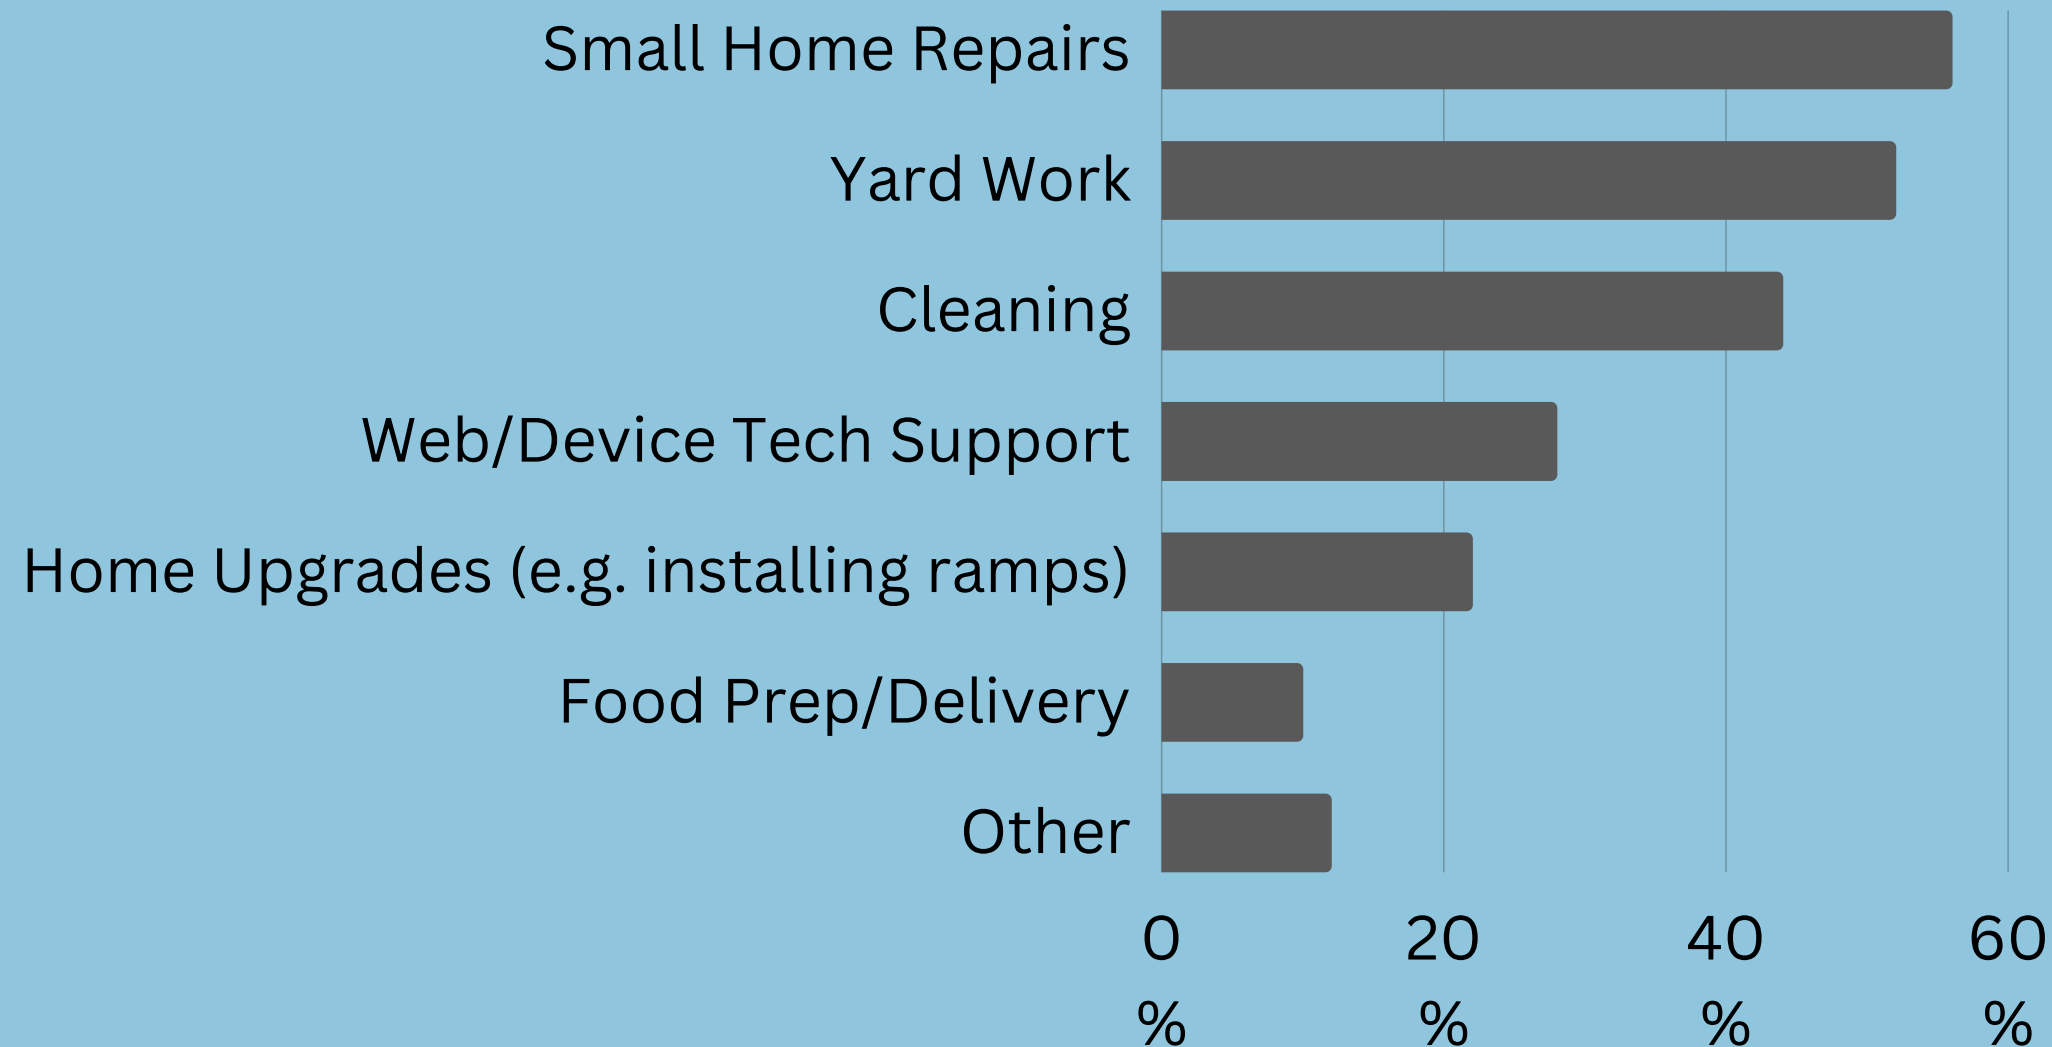 Small Home Repairs
Yard Work
Cleaning
Web/Device Tech Support
Home Upgrades (e.g. installing ramps)
Food Prep/Delivery
Other
0 20 40 60
% % % %